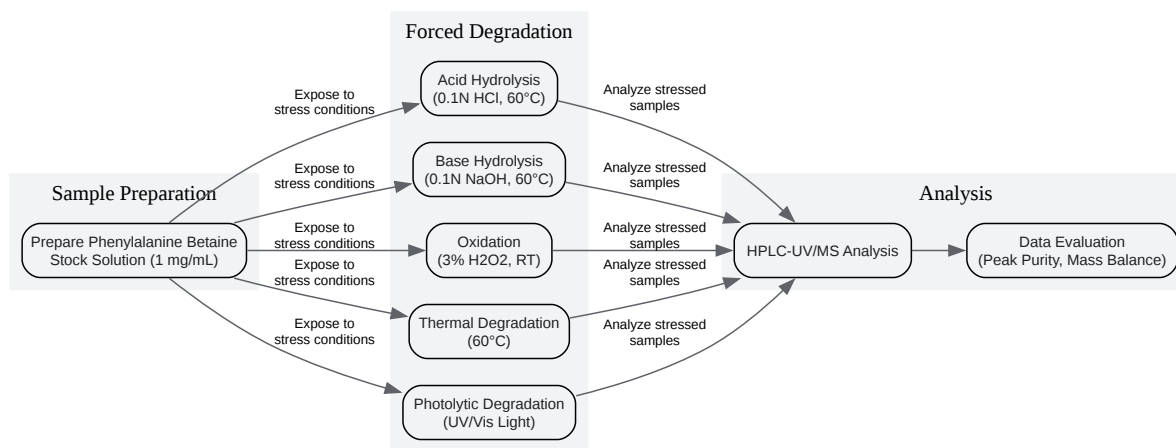 Forced Degradation
Acid Hydrolysis
(0.1N HCl, 60°C)
Expose to
stress conditions
Analyze stressed
samples
Base Hydrolysis
(0.1N NaOH, 60°C)
Expose to
stress conditions
Analyze stressed
samples
Sample Preparation
Analysis
Prepare Phenylalanine Betaine
Stock Solution (1 mg/mL)
Expose to
stress conditions
Oxidation
(3% H2O2, RT)
Analyze stressed
samples
HPLC-UV/MS Analysis
Data Evaluation
(Peak Purity, Mass Balance)
Expose to
stress conditions
Analyze stressed
samples
Thermal Degradation
(60°C)
Expose to
stress conditions
Analyze stressed
samples
Photolytic Degradation
(UV/Vis Light)